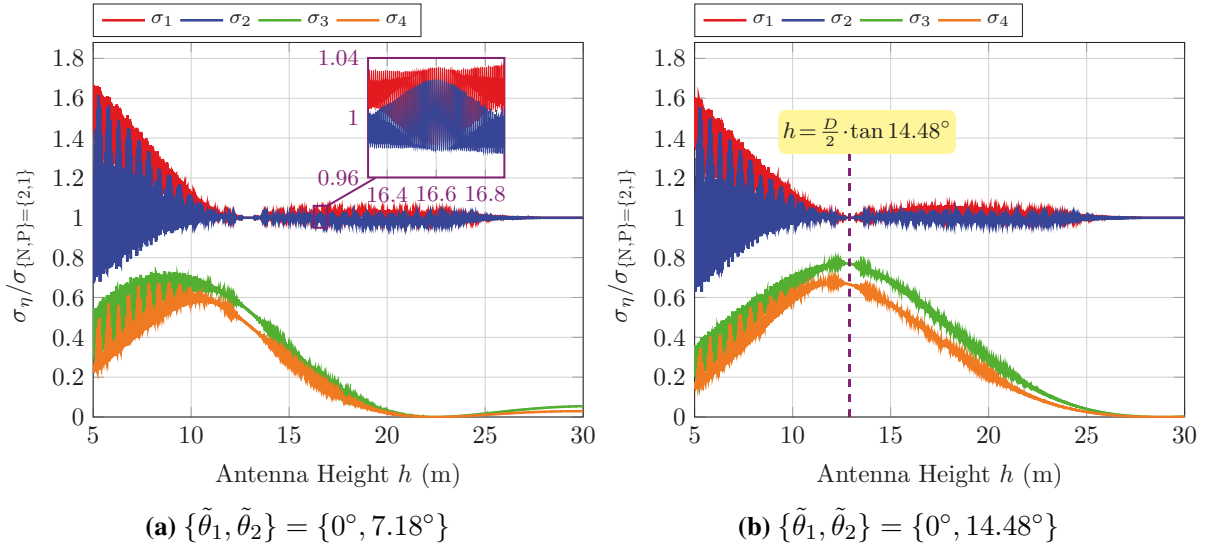 σ₁ σ₂ σ₃ σ₄
1.8
1.6
1.4
1.2
1
0.8
0.6
0.4
0.2
0
σ_η/σ_{N,P}={2,1}
1.04
1
0.96
16.4 16.6 16.8
5 10 15 20 25 30
Antenna Height h (m)
(a) {θ̃₁, θ̃₂} = {0°, 7.18°}
σ₁ σ₂ σ₃ σ₄
1.8
1.6
1.4
1.2
1
0.8
0.6
0.4
0.2
0
σ_η/σ_{N,P}={2,1}
h = D/2 · tan 14.48°
5 10 15 20 25 30
Antenna Height h (m)
(b) {θ̃₁, θ̃₂} = {0°, 14.48°}